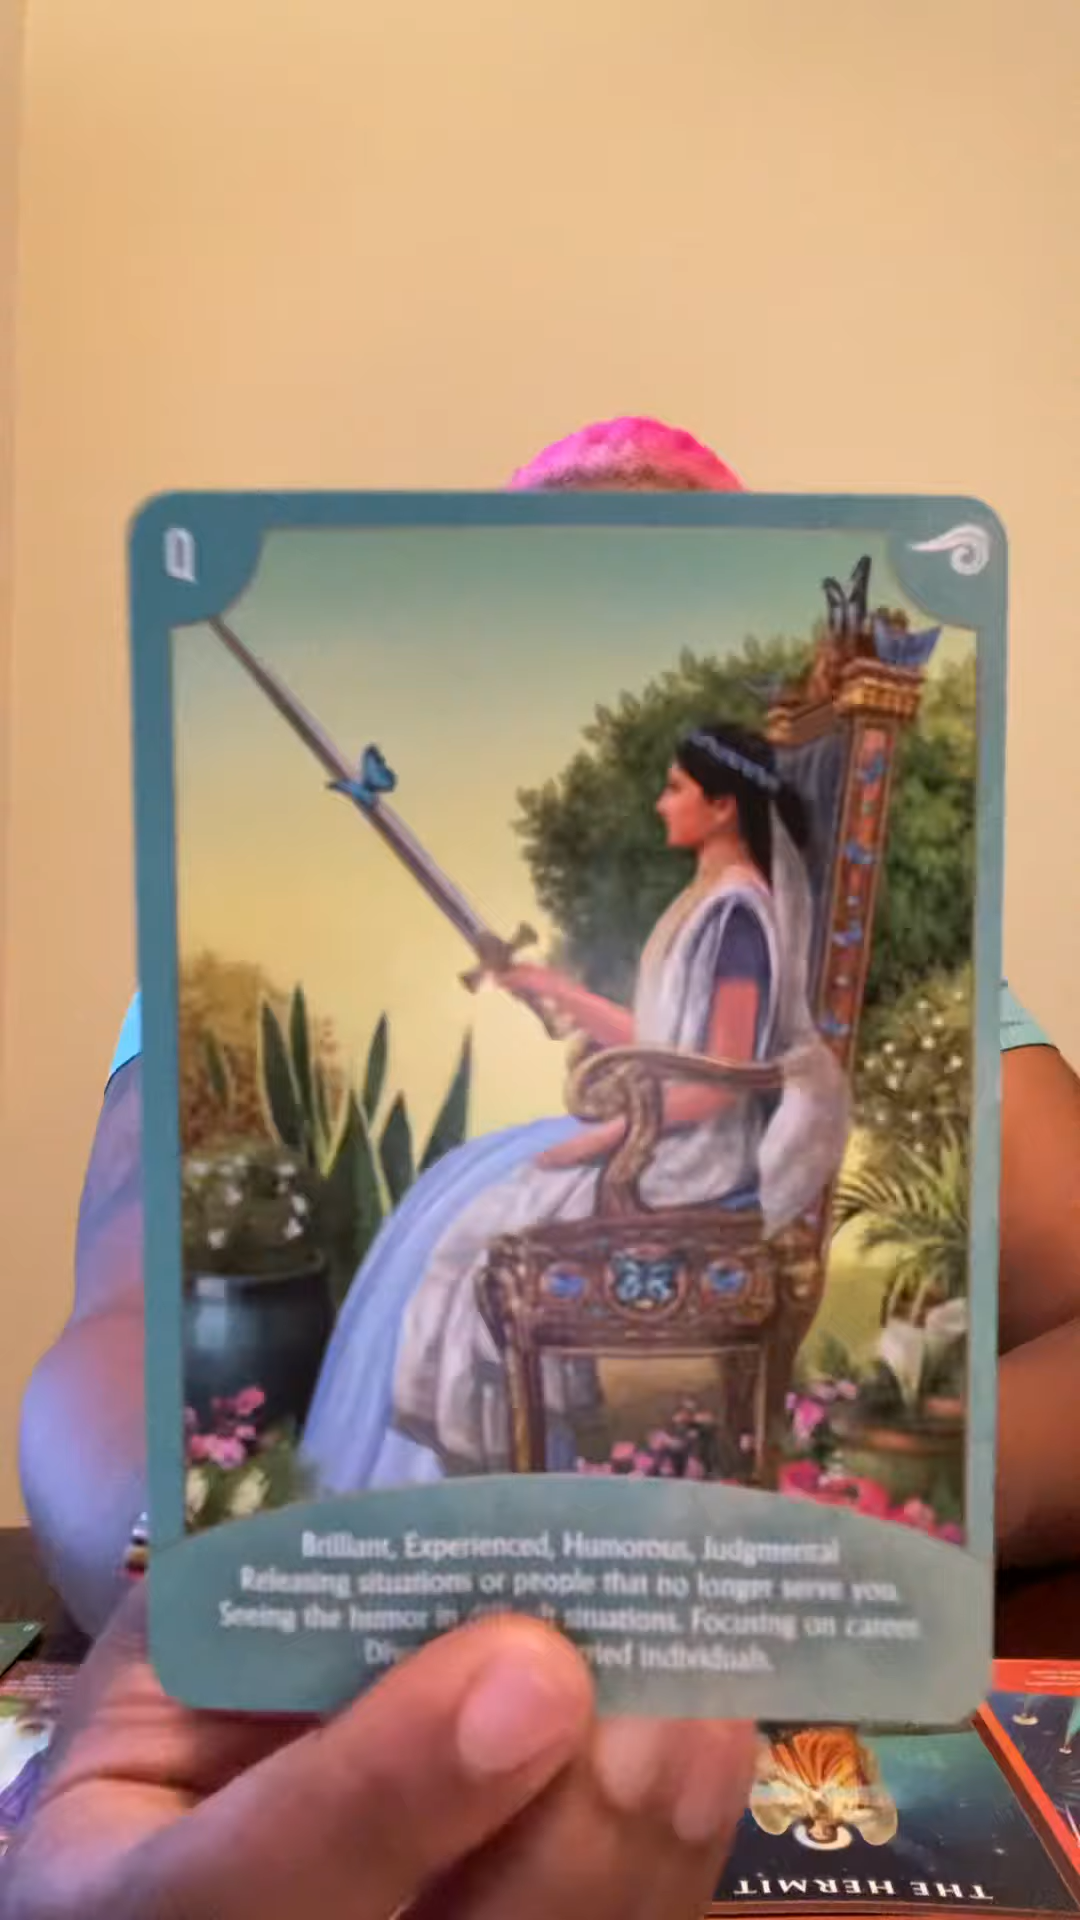 Brilliant, Experienced, Humorous, Judgmental
Releasing situations or people that no longer serve you.
Seeing the humor in situations. Focusing on career.
individuals.
THE HERMIT